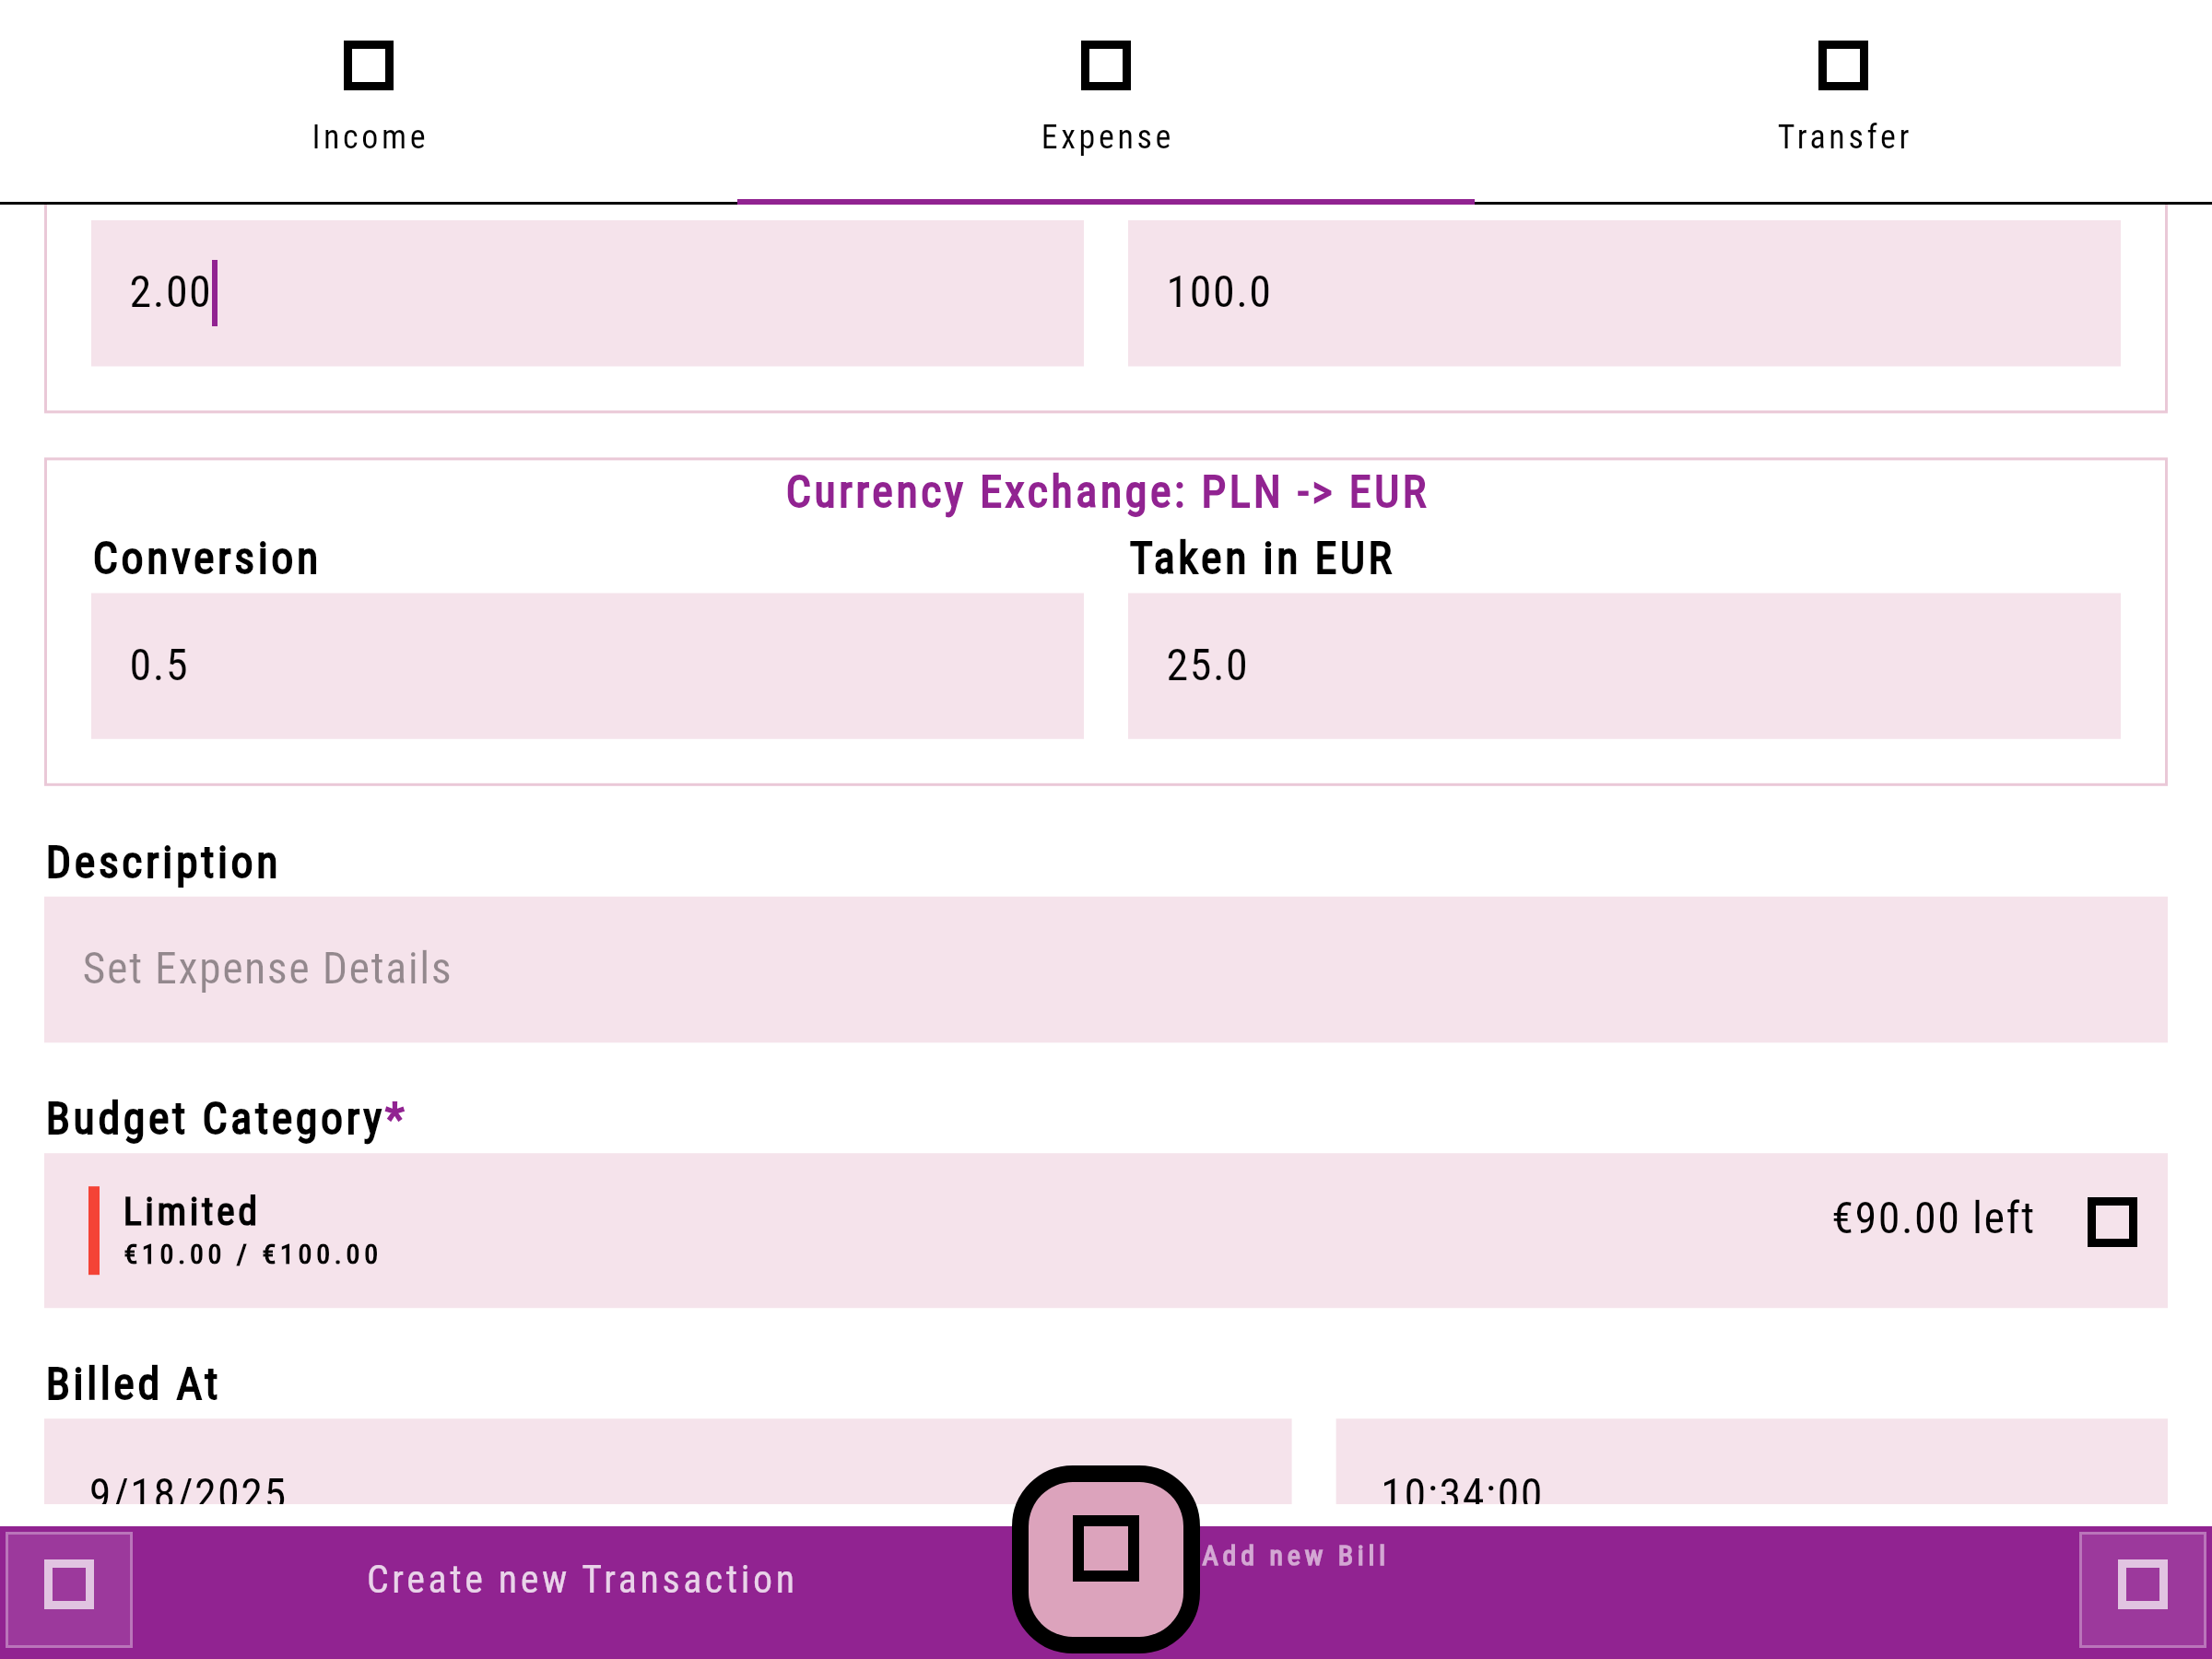 Income
Expense
Transfer
2.00
100.0
Currency Exchange: PLN -> EUR
Conversion
Taken in EUR
0.5
25.0
Description
Set Expense Details
Budget Category*
Limited
€10.00 / €100.00
€90.00 left
Billed At
9/18/2025
10:34:00
Create new Transaction
Add new Bill